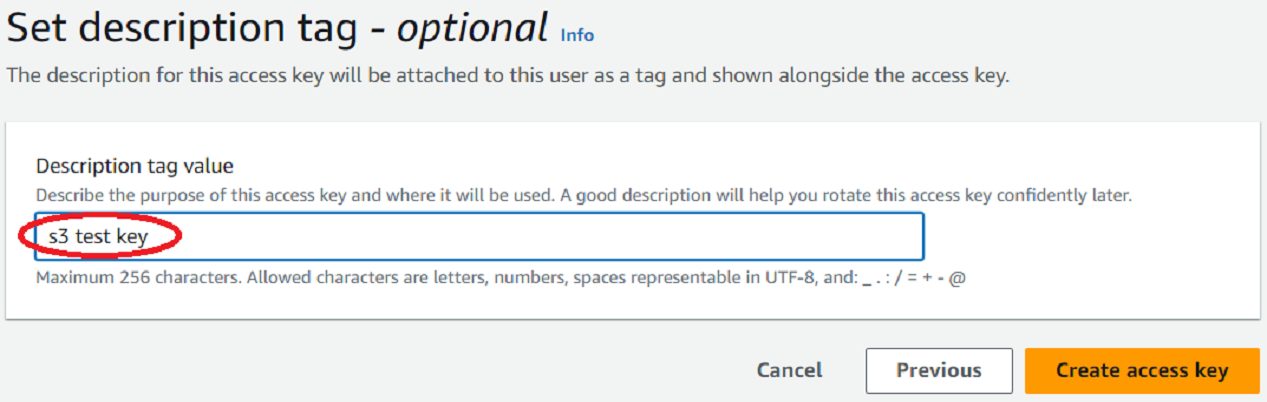 Set description tag - optional Info
The description for this access key will be attached to this user as a tag and shown alongside the access key.
Description tag value
Describe the purpose of this access key and where it will be used. A good description will help you rotate this access key confidently later.
s3 test key
Maximum 256 characters. Allowed characters are letters, numbers, spaces representable in UTF-8, and: _ . : / = + - @
Cancel Previous Create access key